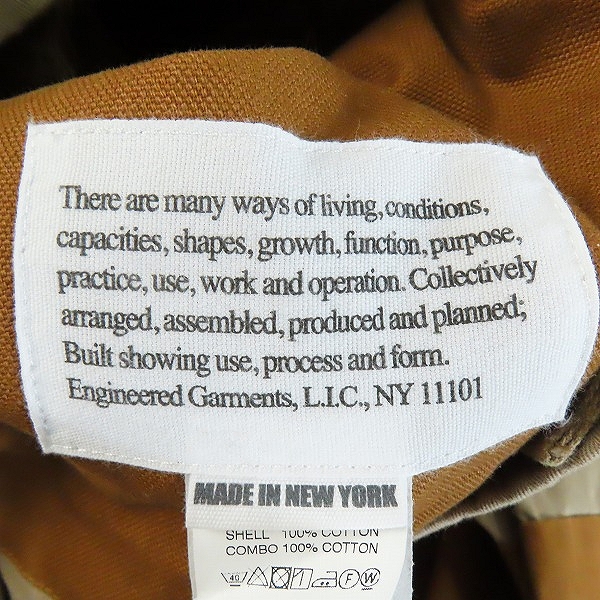 There are many ways of living, conditions,
capacities, shapes, growth, function, purpose,
practice, use, work and operation. Collectively
arranged, assembled, produced and planned;
Built showing use, process and form.
Engineered Garments, L.I.C., NY 11101
MADE IN NEW YORK
SHELL 100% COTTON
COMBO 100% COTTON
40 F W